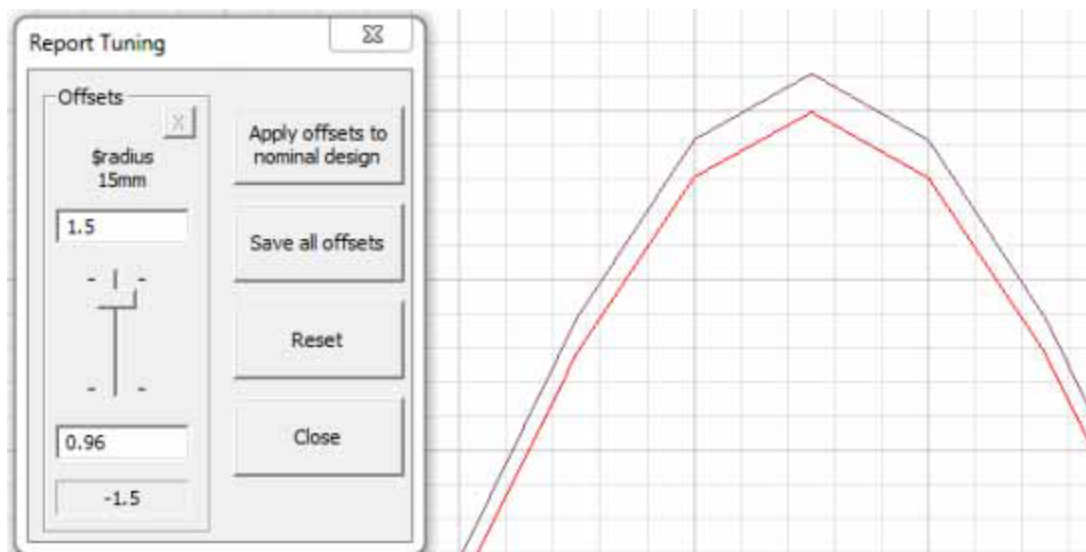 Report Tuning
Offsets
X
$radius
15mm
1.5
0.96
-1.5
Apply offsets to
nominal design
Save all offsets
Reset
Close